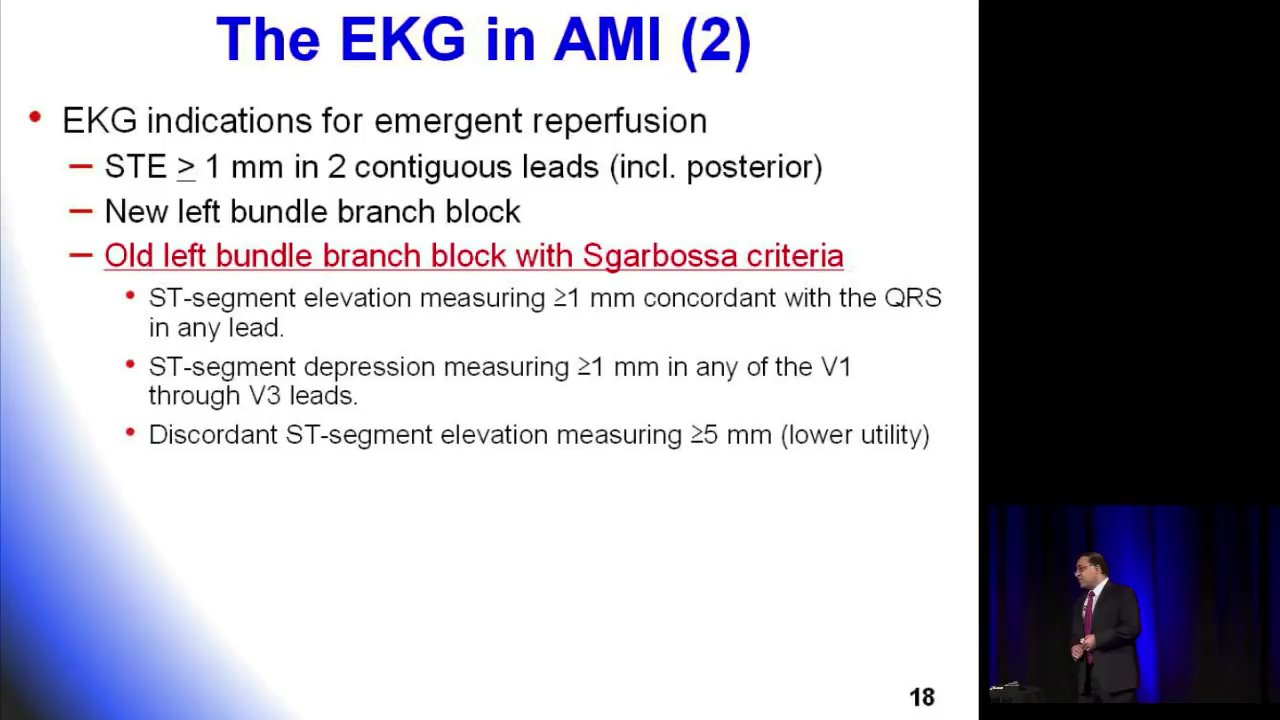 The EKG in AMI (2)
• EKG indications for emergent reperfusion
– STE ≥ 1 mm in 2 contiguous leads (incl. posterior)
– New left bundle branch block
– Old left bundle branch block with Sgarbossa criteria
• ST-segment elevation measuring ≥1 mm concordant with the QRS
in any lead.
• ST-segment depression measuring ≥1 mm in any of the V1
through V3 leads.
• Discordant ST-segment elevation measuring ≥5 mm (lower utility)
18